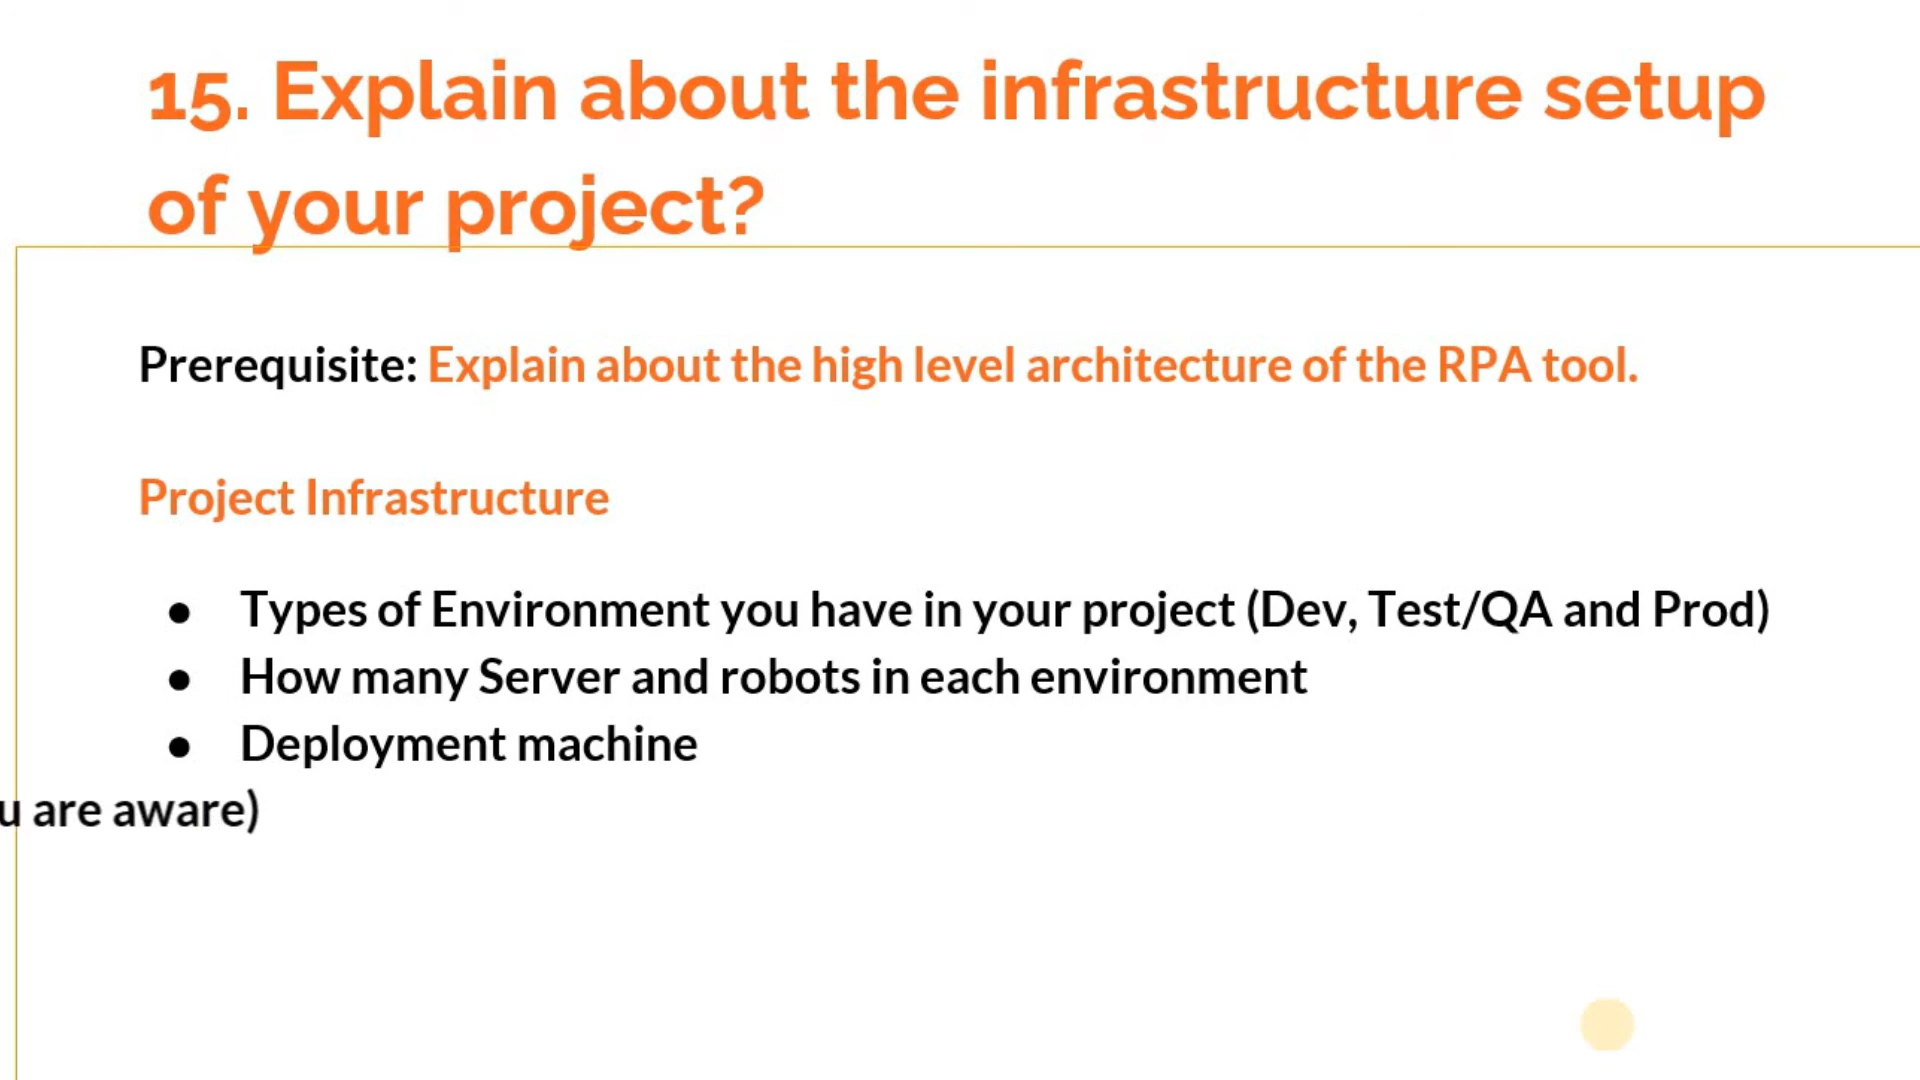 15. Explain about the infrastructure setup
of your project?
Prerequisite: Explain about the high level architecture of the RPA tool.
Project Infrastructure
● Types of Environment you have in your project (Dev, Test/QA and Prod)
● How many Server and robots in each environment
● Deployment machine
are aware)